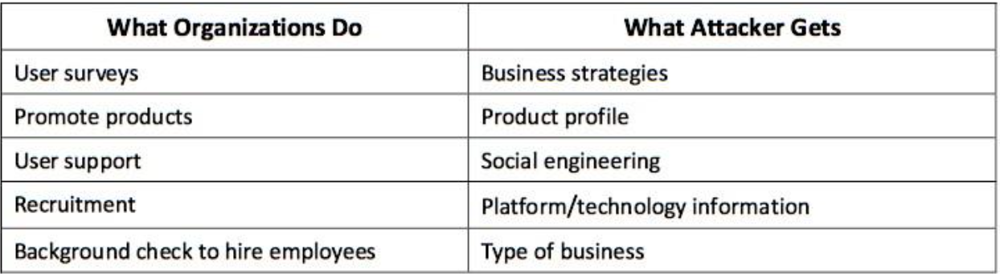 What Organizations Do What Attacker Gets
User surveys Business strategies
Promote products Product profile
User support Social engineering
Recruitment Platform/technology information
Background check to hire employees Type of business